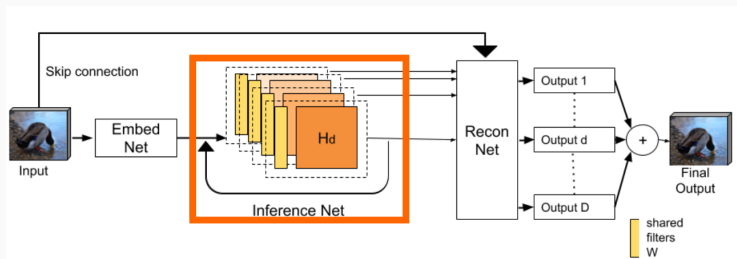 Skip connection
Input
Embed
Net
Hd
Inference Net
Recon
Net
Output 1
Output d
Output D
+
Final
Output
shared
filters
W